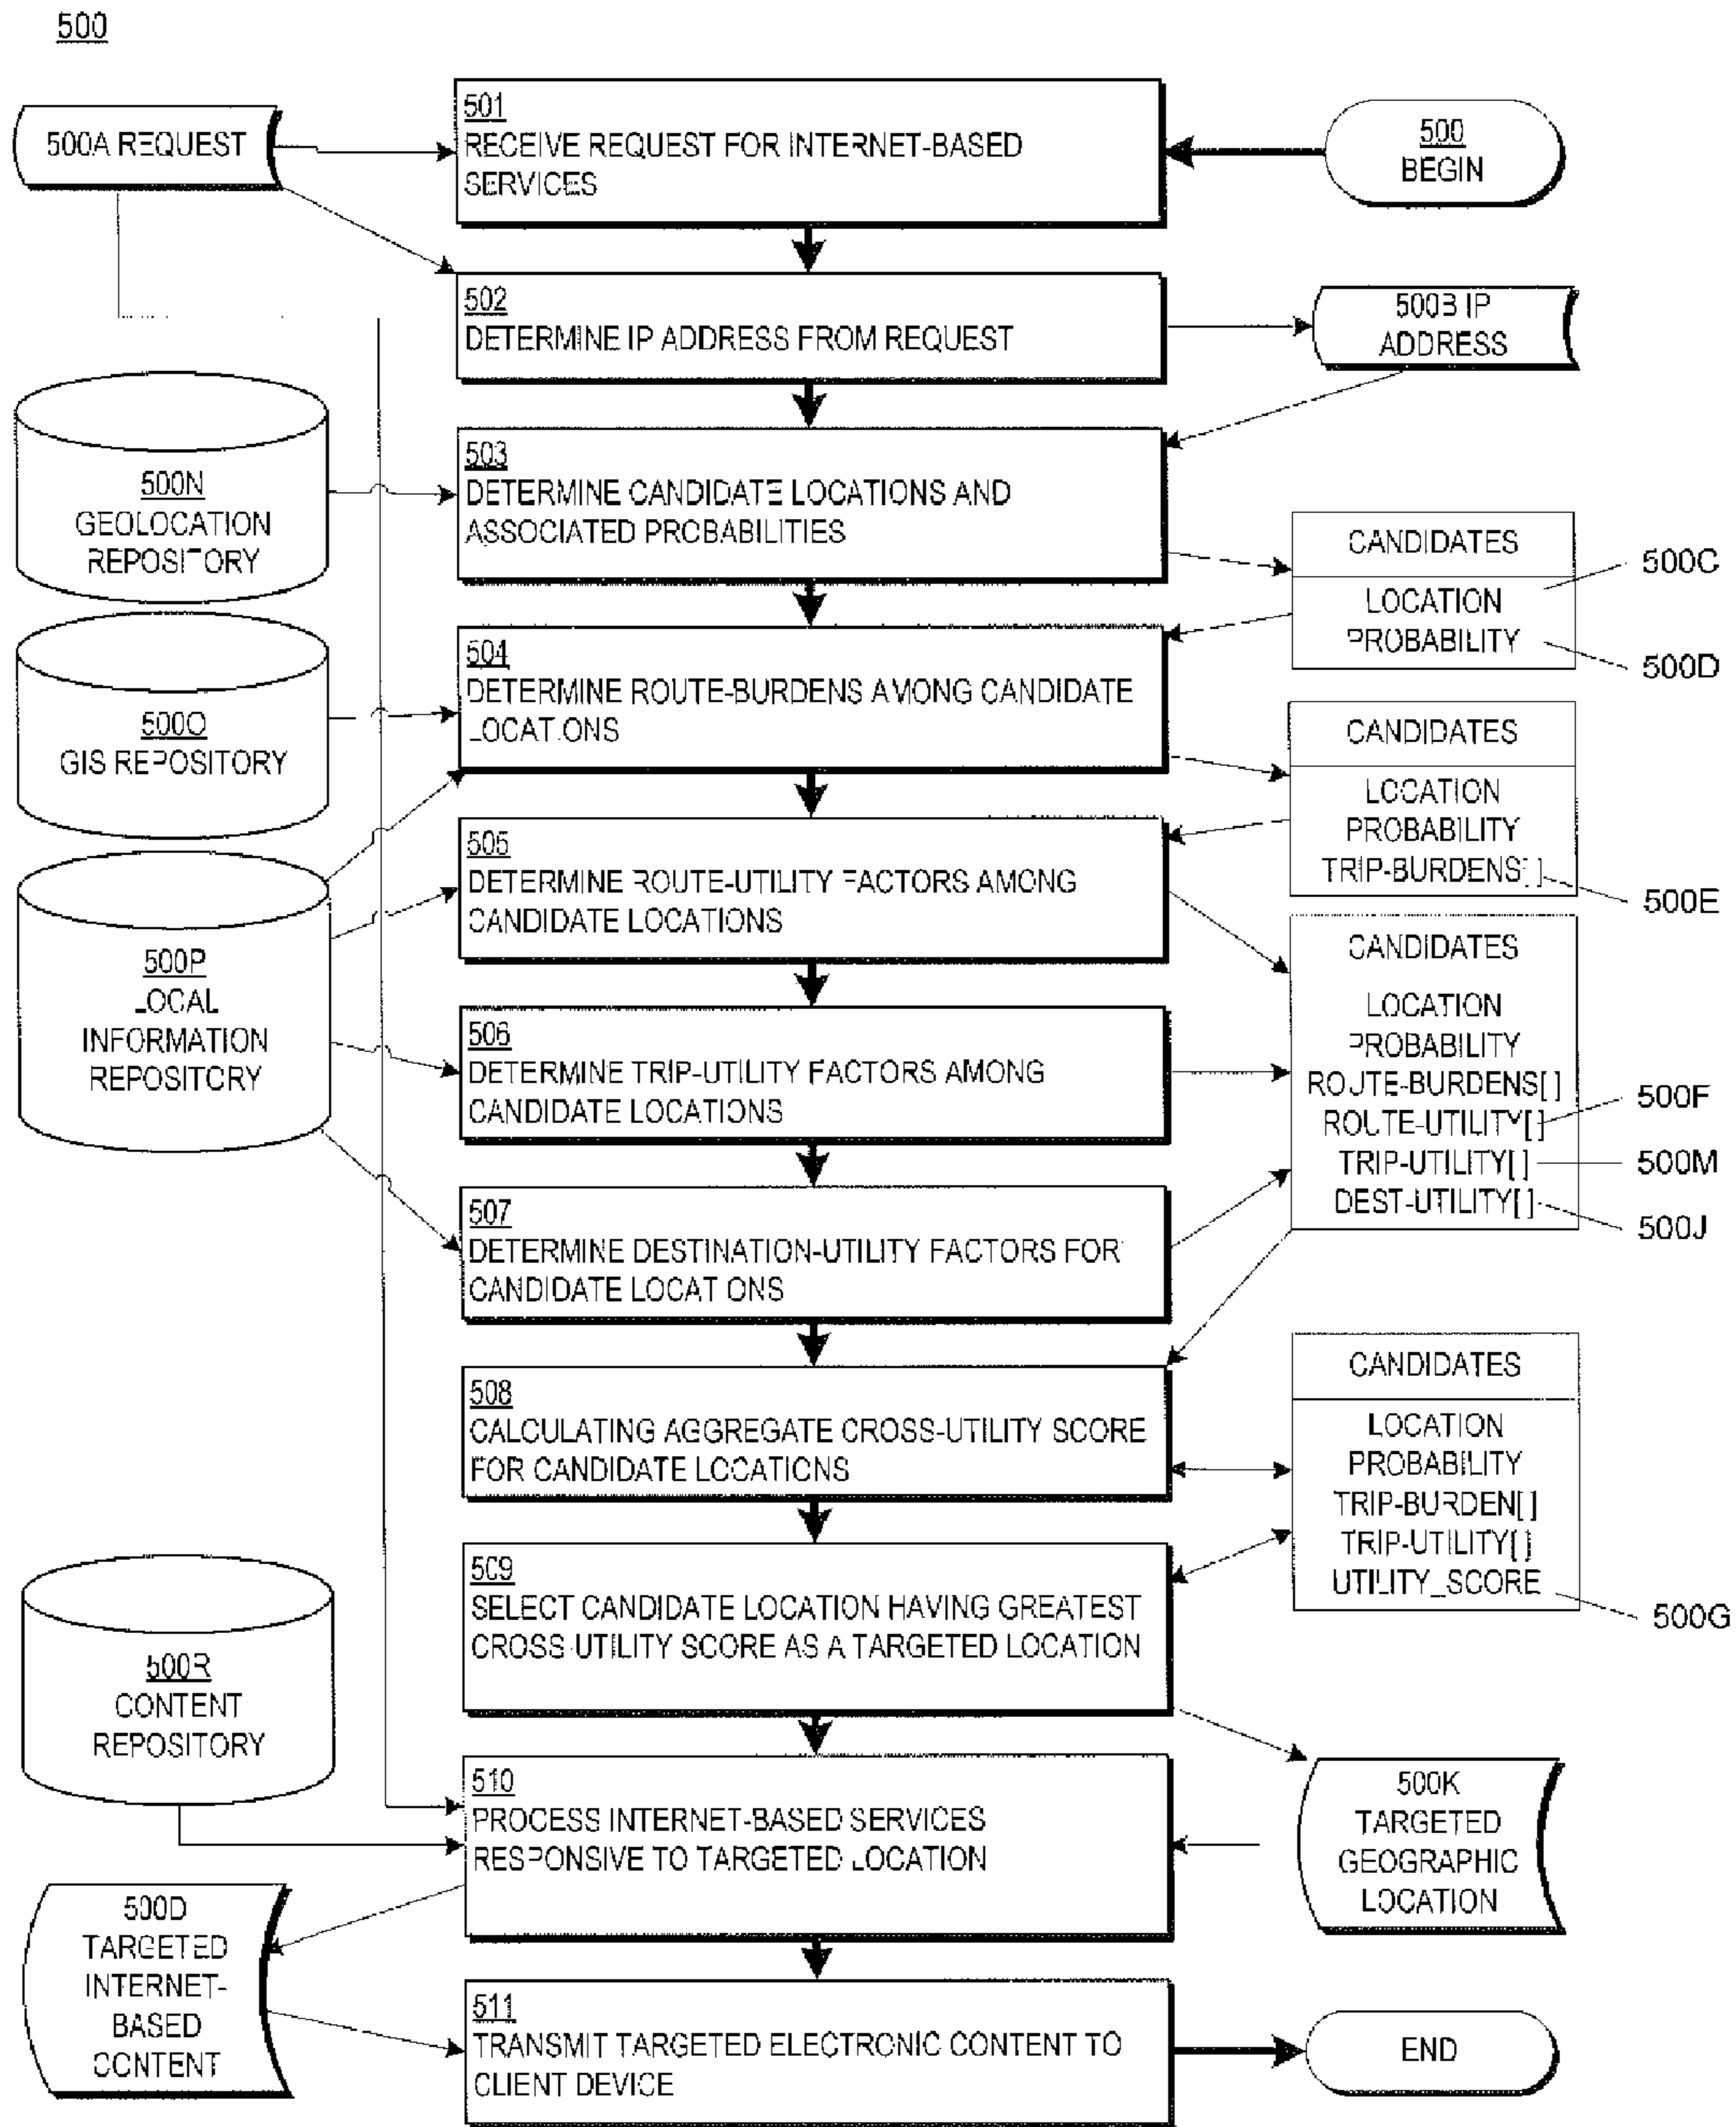 500
500A REQUEST
501
RECEIVE REQUEST FOR INTERNET-BASED
SERVICES
500
BEGIN
502
DETERMINE IP ADDRESS FROM REQUEST
500B IP
ADDRESS
500N
GEOLOCATION
REPOSITORY
503
DETERMINE CANDIDATE LOCATIONS AND
ASSOCIATED PROBABILITIES
CANDIDATES
LOCATION
PROBABILITY
500C
500D
500O
GIS REPOSITORY
504
DETERMINE ROUTE-BURDENS AMONG CANDIDATE
LOCATIONS
CANDIDATES
LOCATION
PROBABILITY
TRIP-BURDENS[ ]
500E
500P
LOCAL
INFORMATION
REPOSITORY
505
DETERMINE ROUTE-UTILITY FACTORS AMONG
CANDIDATE LOCATIONS
506
DETERMINE TRIP-UTILITY FACTORS AMONG
CANDIDATE LOCATIONS
CANDIDATES
LOCATION
PROBABILITY
ROUTE-BURDENS[ ]
ROUTE-UTILITY[ ]
TRIP-UTILITY[ ]
DEST-UTILITY[ ]
500F
500M
500J
507
DETERMINE DESTINATION-UTILITY FACTORS FOR
CANDIDATE LOCATIONS
508
CALCULATING AGGREGATE CROSS-UTILITY SCORE
FOR CANDIDATE LOCATIONS
CANDIDATES
LOCATION
PROBABILITY
TRIP-BURDEN[ ]
TRIP-UTILITY[ ]
UTILITY_SCORE
500G
509
SELECT CANDIDATE LOCATION HAVING GREATEST
CROSS-UTILITY SCORE AS A TARGETED LOCATION
500R
CONTENT
REPOSITORY
510
PROCESS INTERNET-BASED SERVICES
RESPONSIVE TO TARGETED LOCATION
500K
TARGETED
GEOGRAPHIC
LOCATION
500D
TARGETED
INTERNET-
BASED
CONTENT
511
TRANSMIT TARGETED ELECTRONIC CONTENT TO
CLIENT DEVICE
END